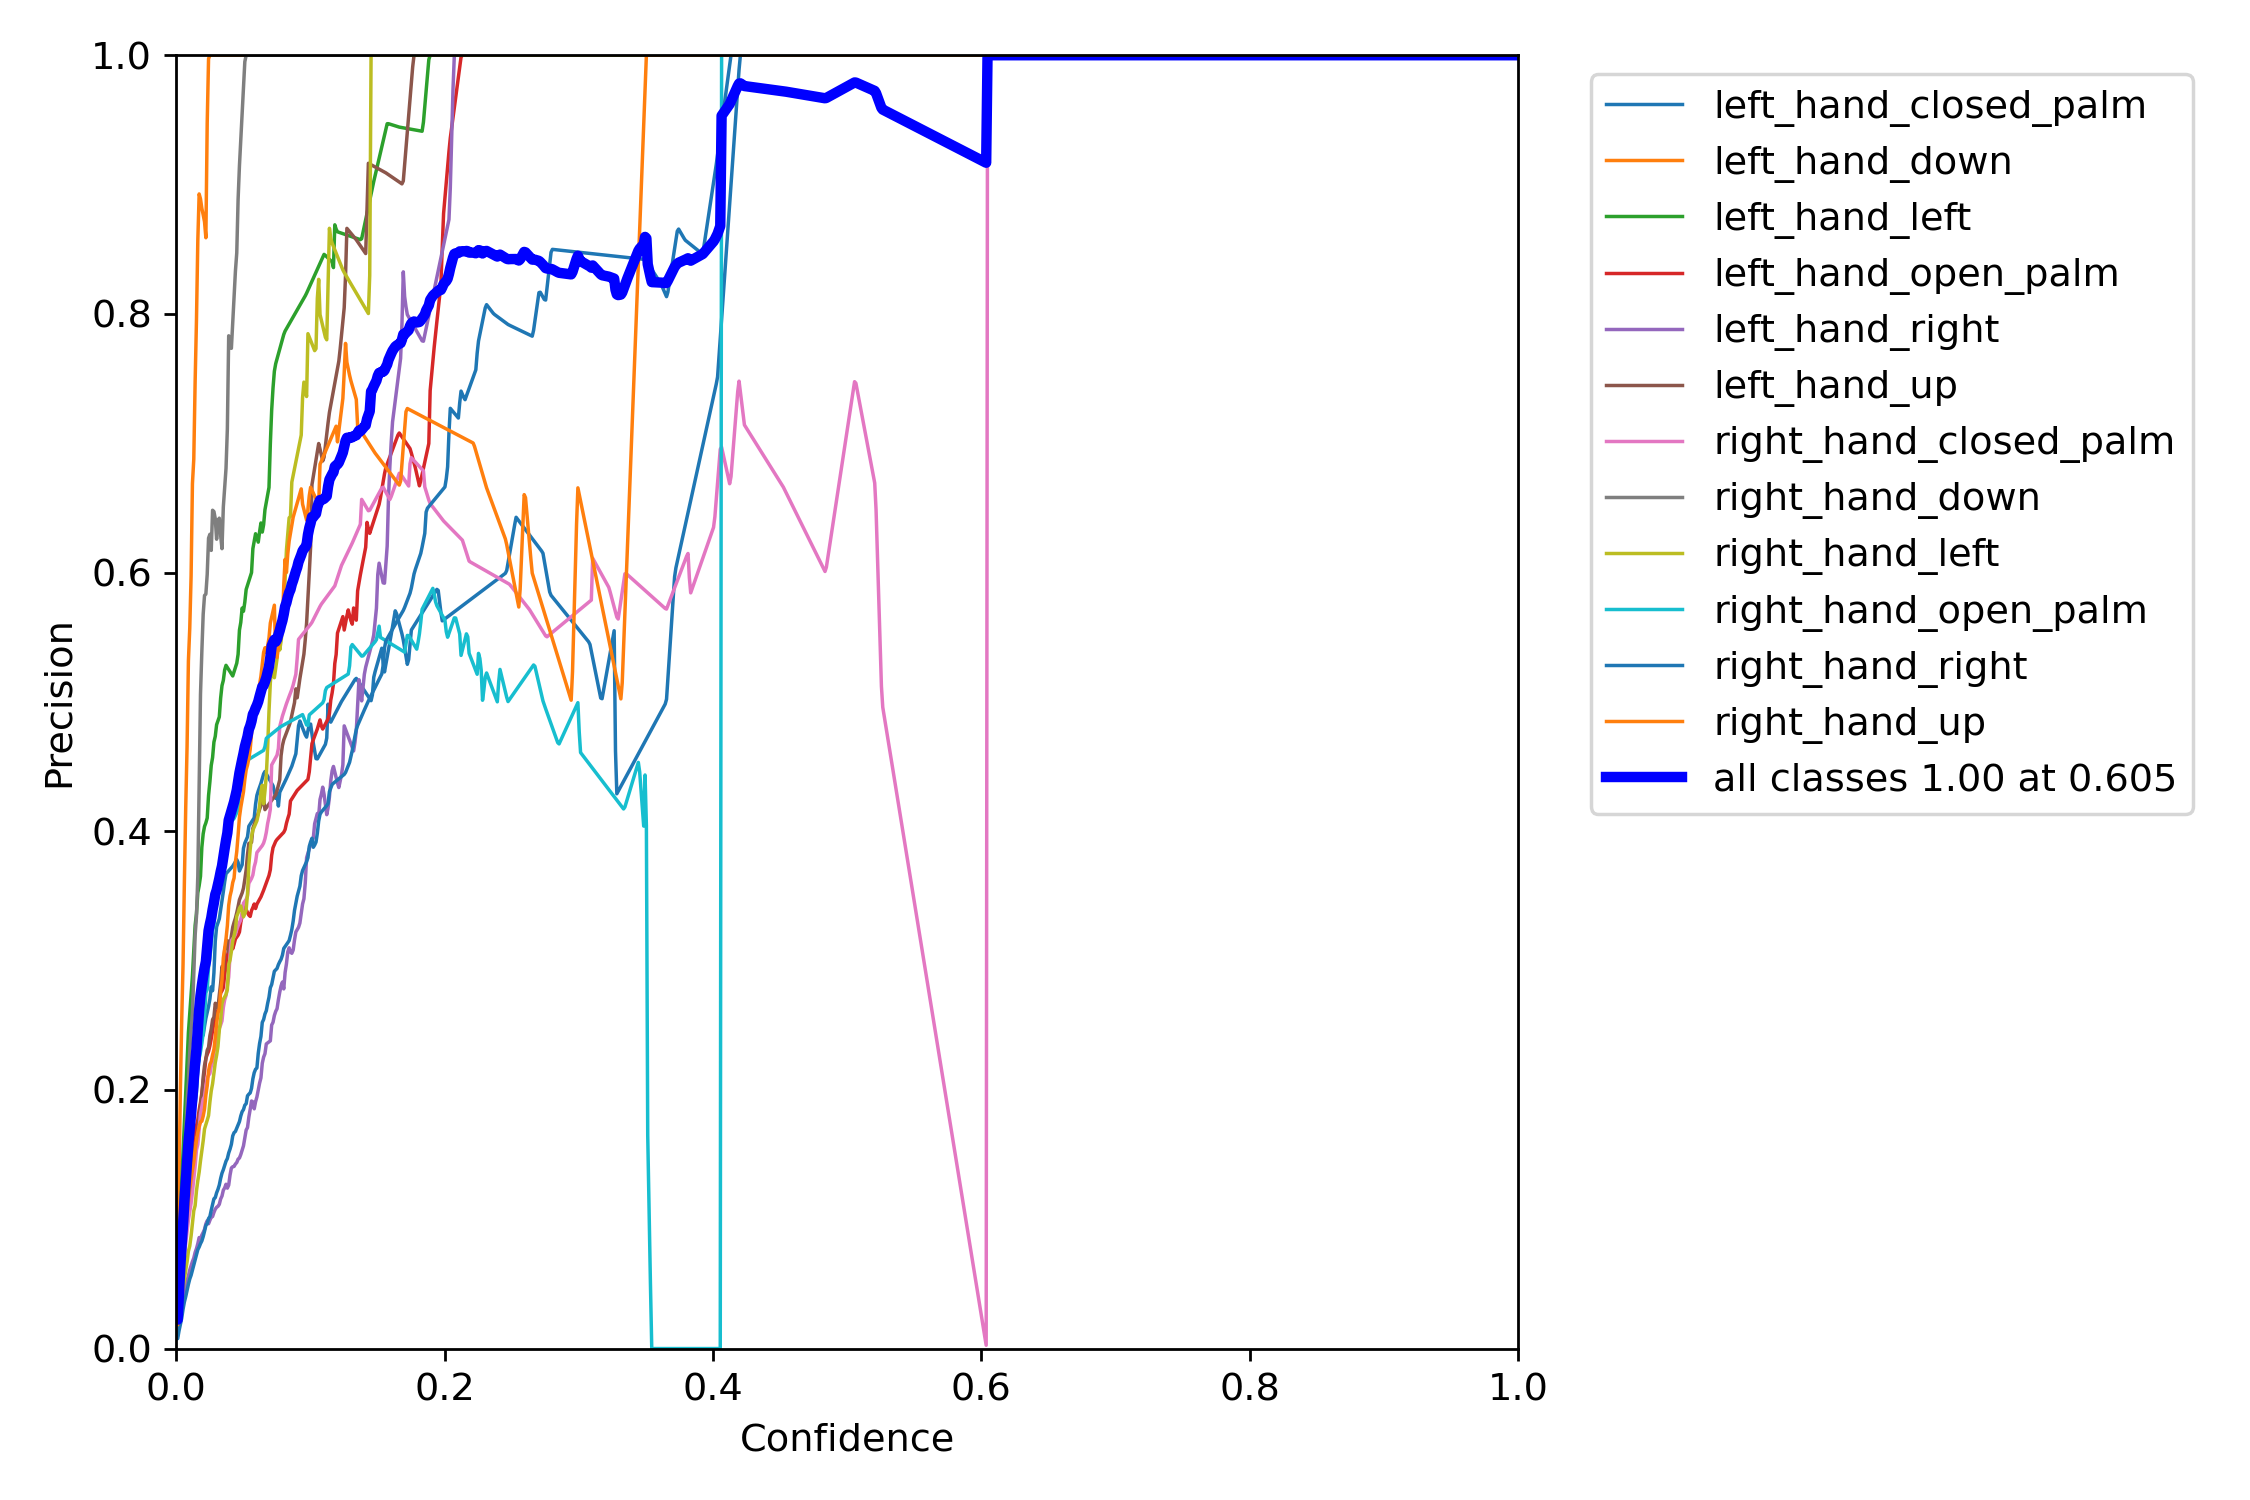 Precision
1.0
0.8
0.6
0.4
0.2
0.0
0.0 0.2 0.4 0.6 0.8 1.0
Confidence
left_hand_closed_palm
left_hand_down
left_hand_left
left_hand_open_palm
left_hand_right
left_hand_up
right_hand_closed_palm
right_hand_down
right_hand_left
right_hand_open_palm
right_hand_right
right_hand_up
all classes 1.00 at 0.605